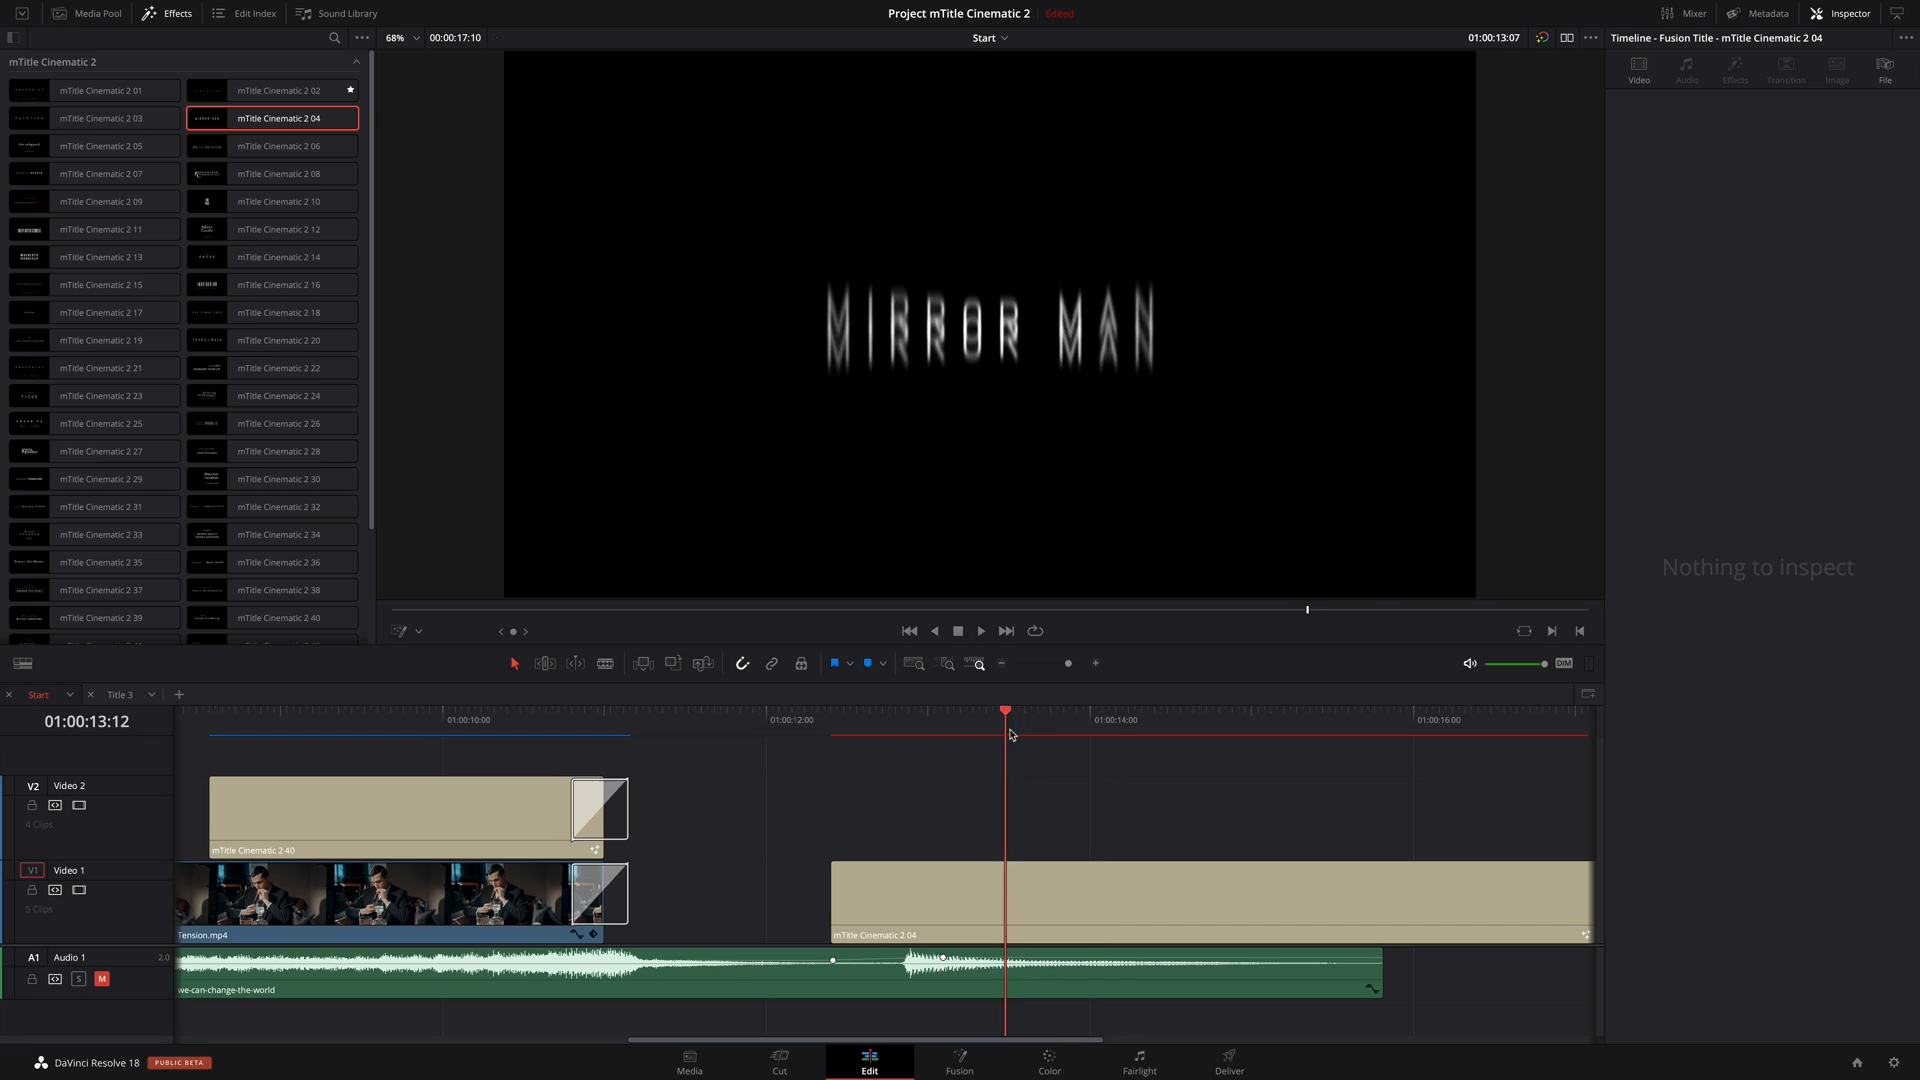 Media Pool Effects Edit Index Sound Library Project mTitle Cinematic 2 Edited Mixer Metadata Inspector
68% 00:00:17:10 Start 01:00:13:07 Timeline - Fusion Title - mTitle Cinematic 2 04
mTitle Cinematic 2
Video Audio Effects Transition Image File
mTitle Cinematic 2 01 mTitle Cinematic 2 02
mTitle Cinematic 2 03 mTitle Cinematic 2 04
mTitle Cinematic 2 05 mTitle Cinematic 2 06
mTitle Cinematic 2 07 mTitle Cinematic 2 08
mTitle Cinematic 2 09 mTitle Cinematic 2 10
mTitle Cinematic 2 11 mTitle Cinematic 2 12
mTitle Cinematic 2 13 mTitle Cinematic 2 14
mTitle Cinematic 2 15 mTitle Cinematic 2 16
mTitle Cinematic 2 17 mTitle Cinematic 2 18
mTitle Cinematic 2 19 mTitle Cinematic 2 20
mTitle Cinematic 2 21 mTitle Cinematic 2 22
mTitle Cinematic 2 23 mTitle Cinematic 2 24
mTitle Cinematic 2 25 mTitle Cinematic 2 26
mTitle Cinematic 2 27 mTitle Cinematic 2 28
mTitle Cinematic 2 29 mTitle Cinematic 2 30
mTitle Cinematic 2 31 mTitle Cinematic 2 32
mTitle Cinematic 2 33 mTitle Cinematic 2 34
mTitle Cinematic 2 35 mTitle Cinematic 2 36
mTitle Cinematic 2 37 mTitle Cinematic 2 38
mTitle Cinematic 2 39 mTitle Cinematic 2 40
MIRROR MAN
Nothing to inspect
DIM
Start Title 3
01:00:13:12
01:00:10:00 01:00:12:00 01:00:14:00 01:00:16:00
V2 Video 2
4 Clips
mTitle Cinematic 2 40
V1 Video 1
5 Clips
Tension.mp4
mTitle Cinematic 2 04
A1 Audio 1 2.0
S M
we-can-change-the-world
DaVinci Resolve 18 PUBLIC BETA
Media Cut Edit Fusion Color Fairlight Deliver